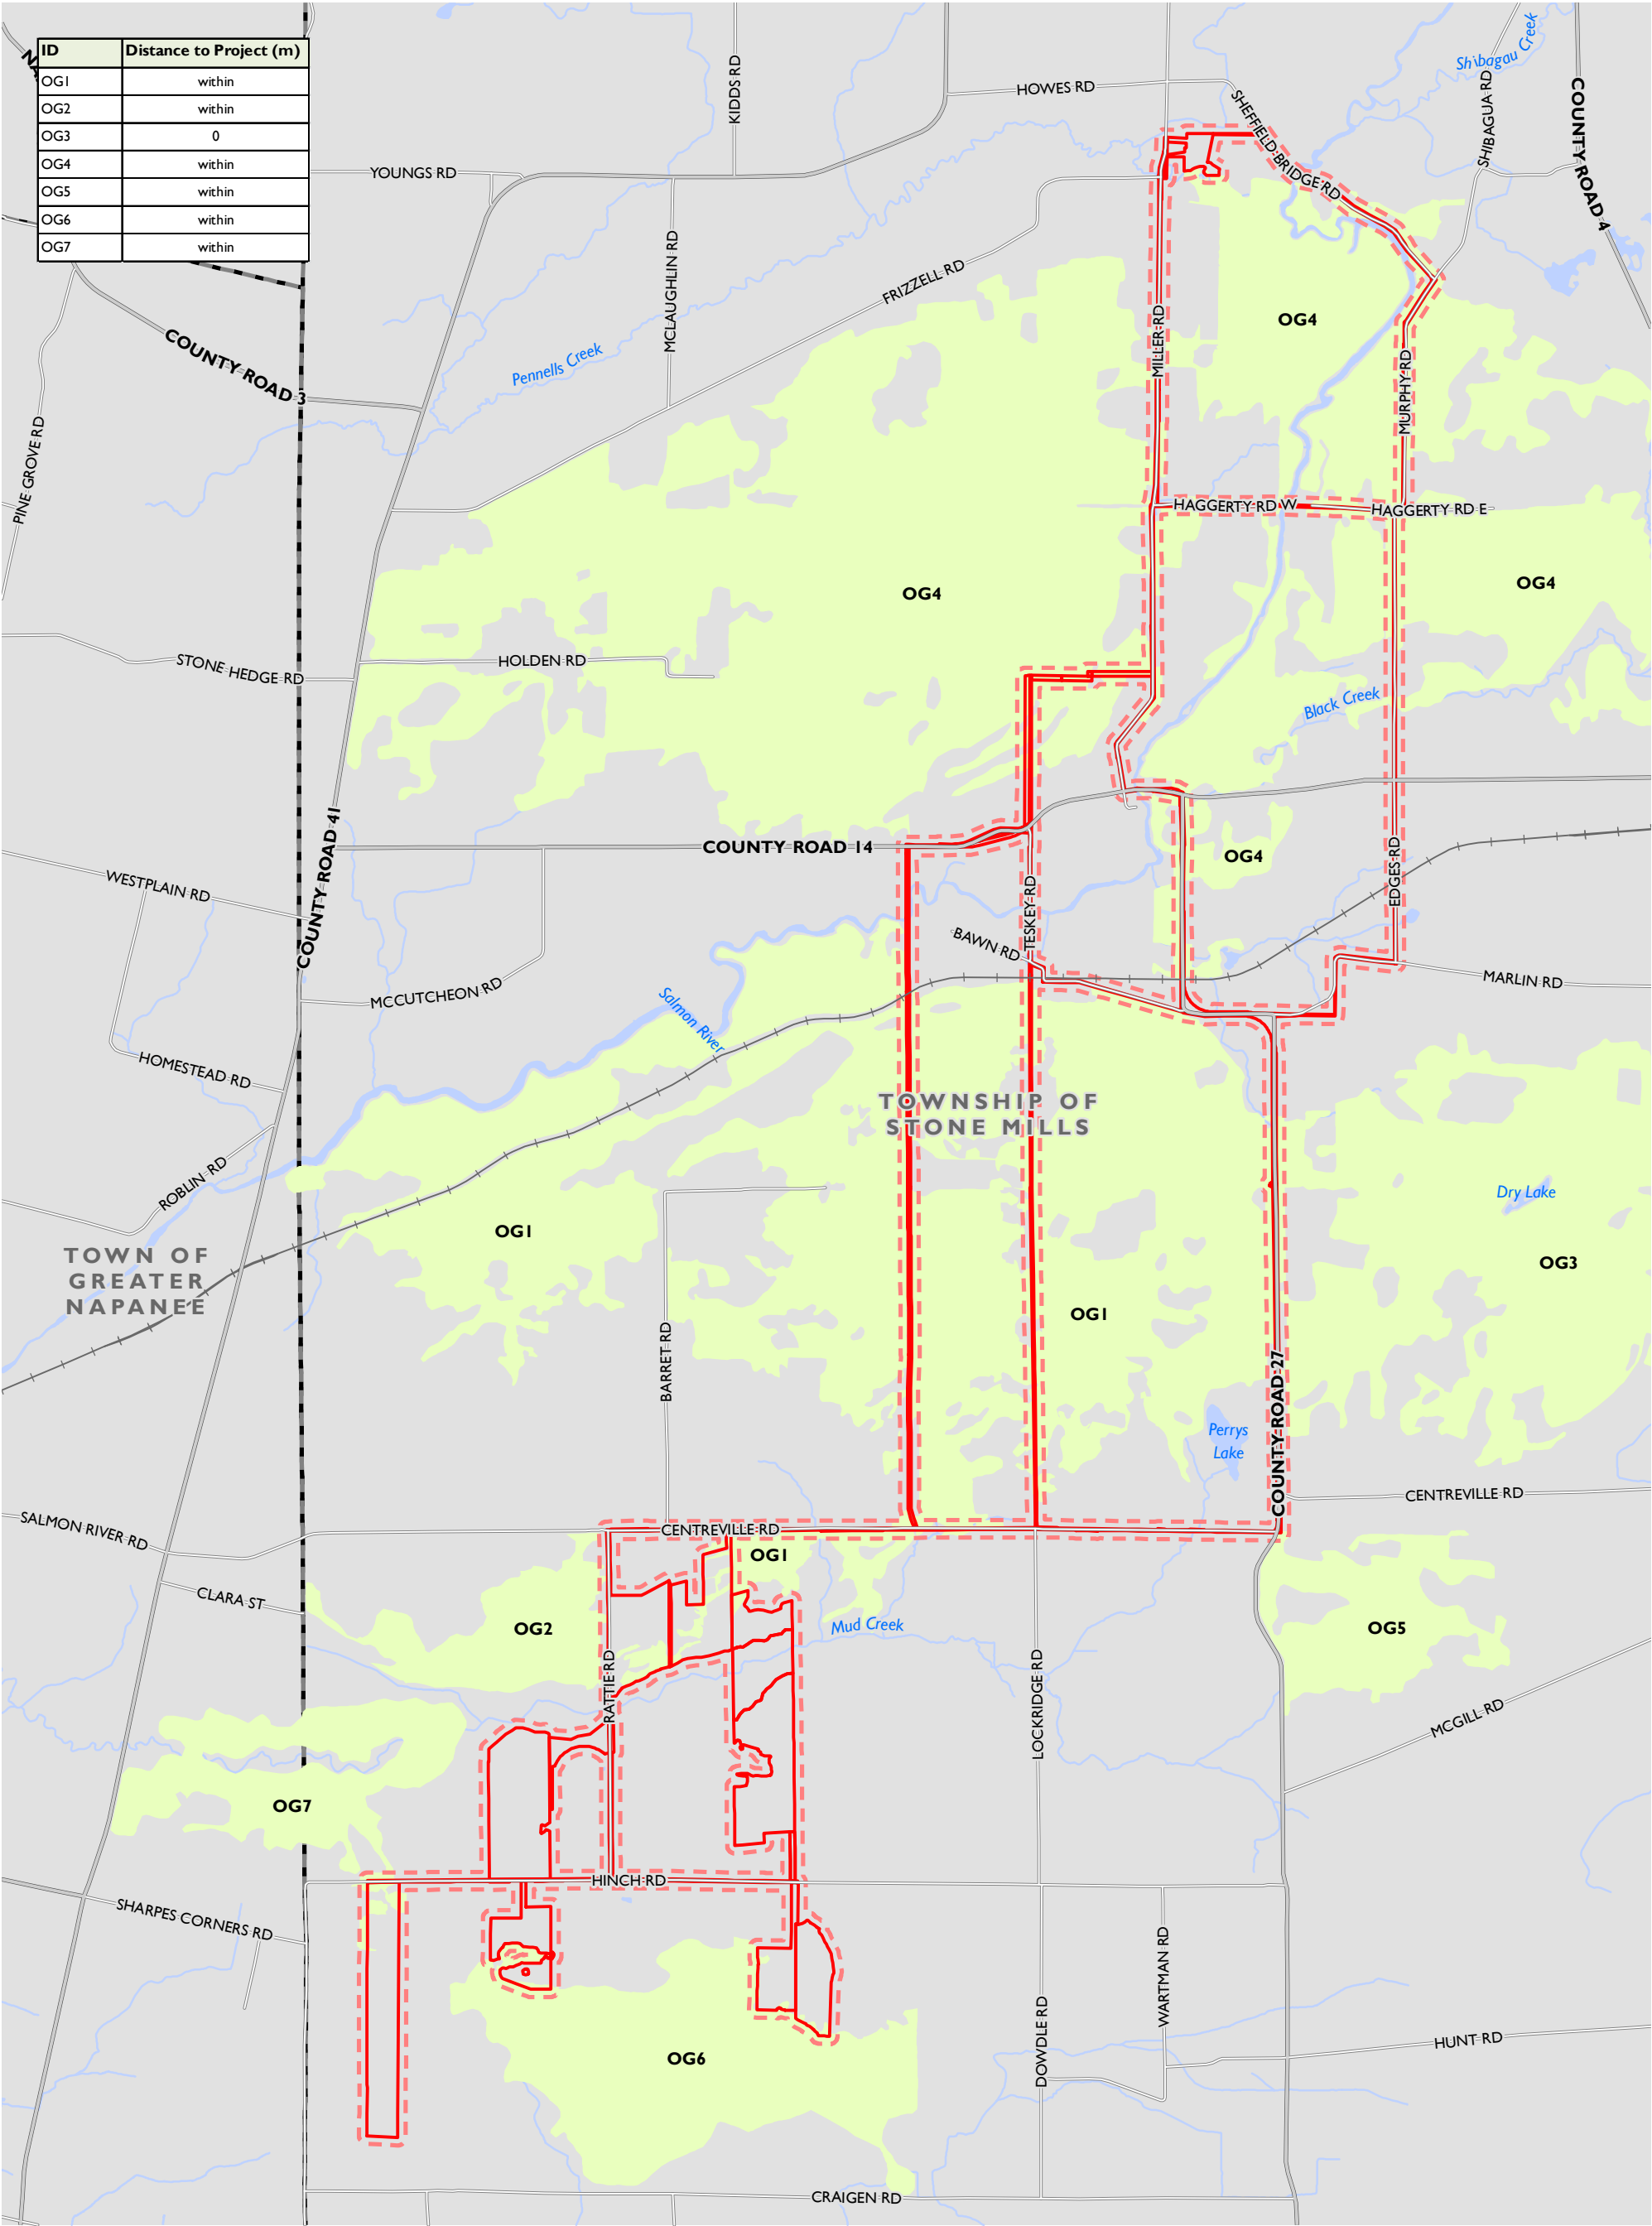 ID Distance to Project (m)
OG1 within
OG2 within
OG3 0
OG4 within
OG5 within
OG6 within
OG7 within
KIDDS RD
HOWES RD
Shibagau Creek
SHIBAGUA RD
COUNTY ROAD 4
SHEFFIELD BRIDGE RD
YOUNGS RD
MCLAUGHLIN RD
FRIZZELL RD
MILLER RD
OG4
COUNTY ROAD 3
Pennells Creek
MURPHY RD
PINE GROVE RD
HAGGERTY RD W
HAGGERTY RD E
OG4
OG4
STONE HEDGE RD
HOLDEN RD
Black Creek
COUNTY ROAD 41
COUNTY ROAD 14
OG4
EDGES RD
WESTPLAIN RD
TESKEY RD
BAWN RD
MARLIN RD
MCCUTCHEON RD
Salmon River
HOMESTEAD RD
TOWNSHIP OF
STONE MILLS
ROBLIN RD
Dry Lake
OG1
TOWN OF
GREATER
NAPANEE
OG3
OG1
BARRET RD
COUNTY ROAD 27
Perrys
Lake
CENTREVILLE RD
SALMON RIVER RD
CENTREVILLE RD
OG1
CLARA ST
OG2
Mud Creek
OG5
RATTIE RD
LOCKRIDGE RD
MCGILL RD
OG7
HINCH RD
SHARPES CORNERS RD
WARTMAN RD
DOWDLE RD
HUNT RD
OG6
CRAIGEN RD